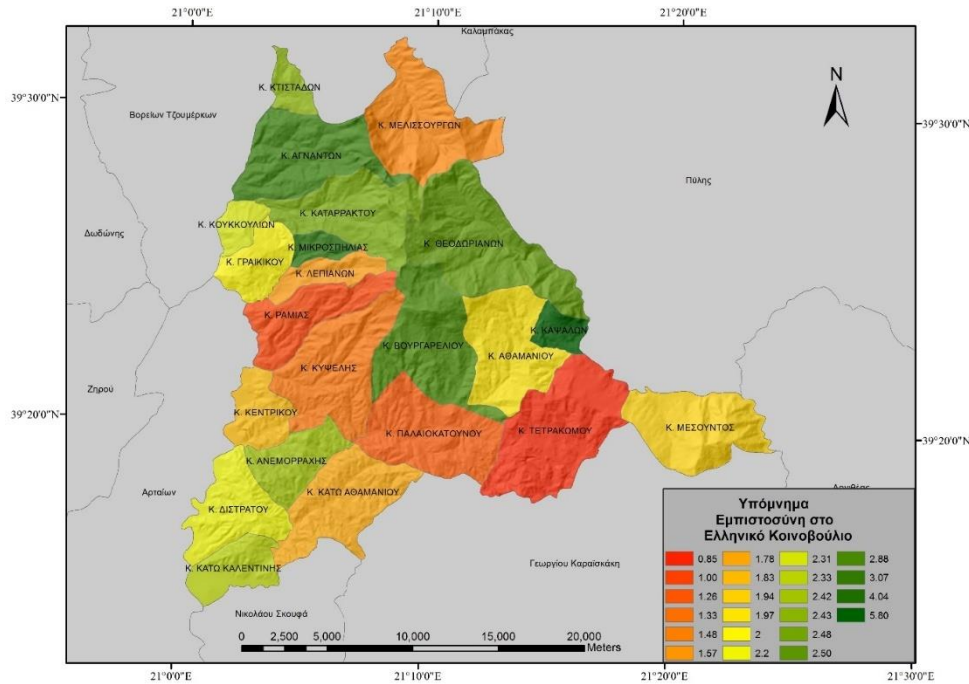 21°0'0"E
21°10'0"E
21°20'0"E
Καλαμπάκας
39°30'0"N
Κ. ΚΤΙΣΤΑΔΩΝ
Βορείων Τζουμέρκων
Κ. ΜΕΛΙΣΣΟΥΡΓΩΝ
N
39°30'0"N
Κ. ΑΓΝΑΝΤΩΝ
Πύλης
Κ. ΚΑΤΑΡΡΑΚΤΟΥ
Κ. ΚΟΥΚΚΟΥΛΙΩΝ
Δωδώνης
Κ. ΜΙΚΡΟΣΠΗΛΙΑΣ
Κ. ΘΕΟΔΩΡΙΑΝΩΝ
Κ. ΓΡΑΙΚΙΚΟΥ
Κ. ΛΕΠΙΑΝΩΝ
Κ. ΡΑΜΙΑΣ
Κ. ΚΑΨΑΛΩΝ
Κ. ΒΟΥΡΓΑΡΕΛΙΟΥ
Κ. ΑΘΑΜΑΝΙΟΥ
Κ. ΚΥΨΕΛΗΣ
Ζηρού
39°20'0"N
Κ. ΚΕΝΤΡΙΚΟΥ
Κ. ΠΑΛΑΙΟΚΑΤΟΥΝΟΥ
Κ. ΤΕΤΡΑΚΩΜΟΥ
Κ. ΜΕΣΟΥΝΤΟΣ
39°20'0"N
Κ. ΑΝΕΜΟΡΡΑΧΗΣ
Αρταίων
Κ. ΚΑΤΩ ΑΘΑΜΑΝΙΟΥ
Αργιθέας
Κ. ΔΙΣΤΡΑΤΟΥ
Κ. ΚΑΤΩ ΚΑΛΕΝΤΙΝΗΣ
Γεωργίου Καραϊσκάκη
Νικολάου Σκουφά
Υπόμνημα
Εμπιστοσύνη στο
Ελληνικό Κοινοβούλιο
0.85 1.78 2.31 2.88
1.00 1.83 2.33 3.07
1.26 1.94 2.42 4.04
1.33 1.97 2.43 5.80
1.48 2 2.48
1.57 2.2 2.50
0 2,500 5,000 10,000 15,000 20,000
Meters
21°0'0"E
21°10'0"E
21°20'0"E
21°30'0"E